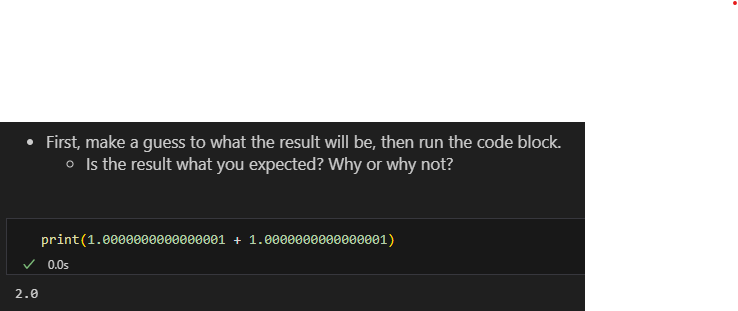 First, make a guess to what the result will be, then run the code block.
Is the result what you expected? Why or why not?
print(1.0000000000000001 + 1.0000000000000001)
0.0s
2.0